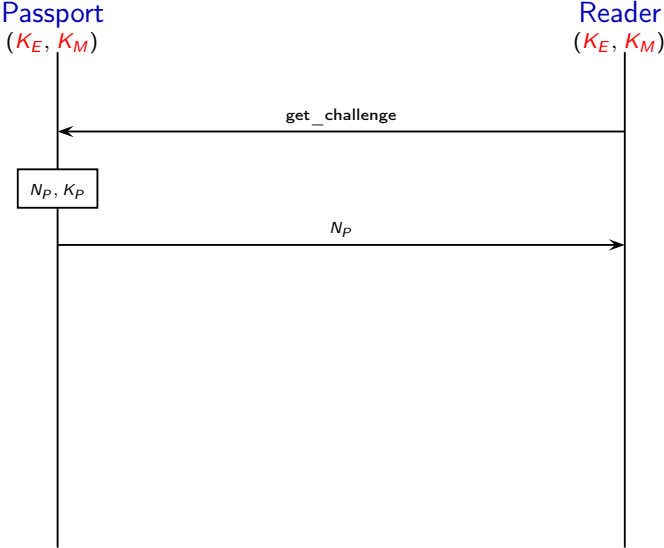 Passport Reader
(K_E, K_M) (K_E, K_M)
get_challenge
N_P, K_P
N_P